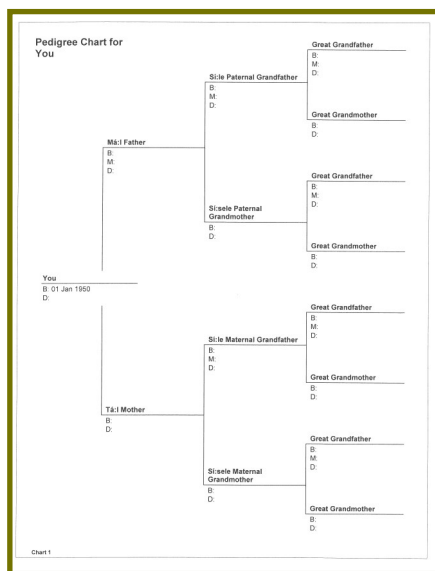 Pedigree Chart for
You
Great Grandfather
B:
M:
D:
Si:le Paternal Grandfather
B:
M:
D:
Great Grandmother
B:
D:
Má:l Father
B:
M:
D:
Great Grandfather
B:
M:
D:
Si:sele Paternal
Grandmother
B:
D:
Great Grandmother
B:
D:
You
B: 01 Jan 1950
D:
Great Grandfather
B:
M:
D:
Si:le Maternal Grandfather
B:
M:
D:
Great Grandmother
B:
D:
Tá:l Mother
B:
D:
Great Grandfather
B:
M:
D:
Si:sele Maternal
Grandmother
B:
D:
Great Grandmother
B:
D:
Chart 1